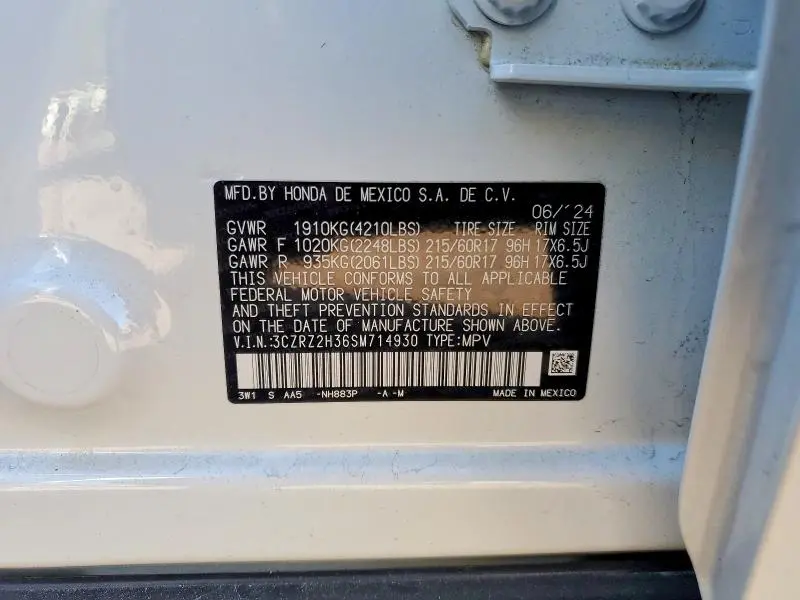 MFD.BY HONDA DE MEXICO S.A. DE C.V.
06/'24
GVWR 1910KG(4210LBS) TIRE-SIZE RIM SIZE
GAWR F 1020KG(2248LBS) 215/60R17 96H 17X6.5J
GAWR R 935KG(2061LBS) 215/60R17 96H 17X6.5J
THIS VEHICLE CONFORMS TO ALL APPLICABLE
FEDERAL MOTOR VEHICLE SAFETY
AND THEFT PREVENTION STANDARDS IN EFFECT
ON THE DATE OF MANUFACTURE SHOWN ABOVE.
V.I.N.:3CZRZ2H36SM714930 TYPE:MPV
3W1 S AA5 -NH883P -A -M MADE IN MEXICO